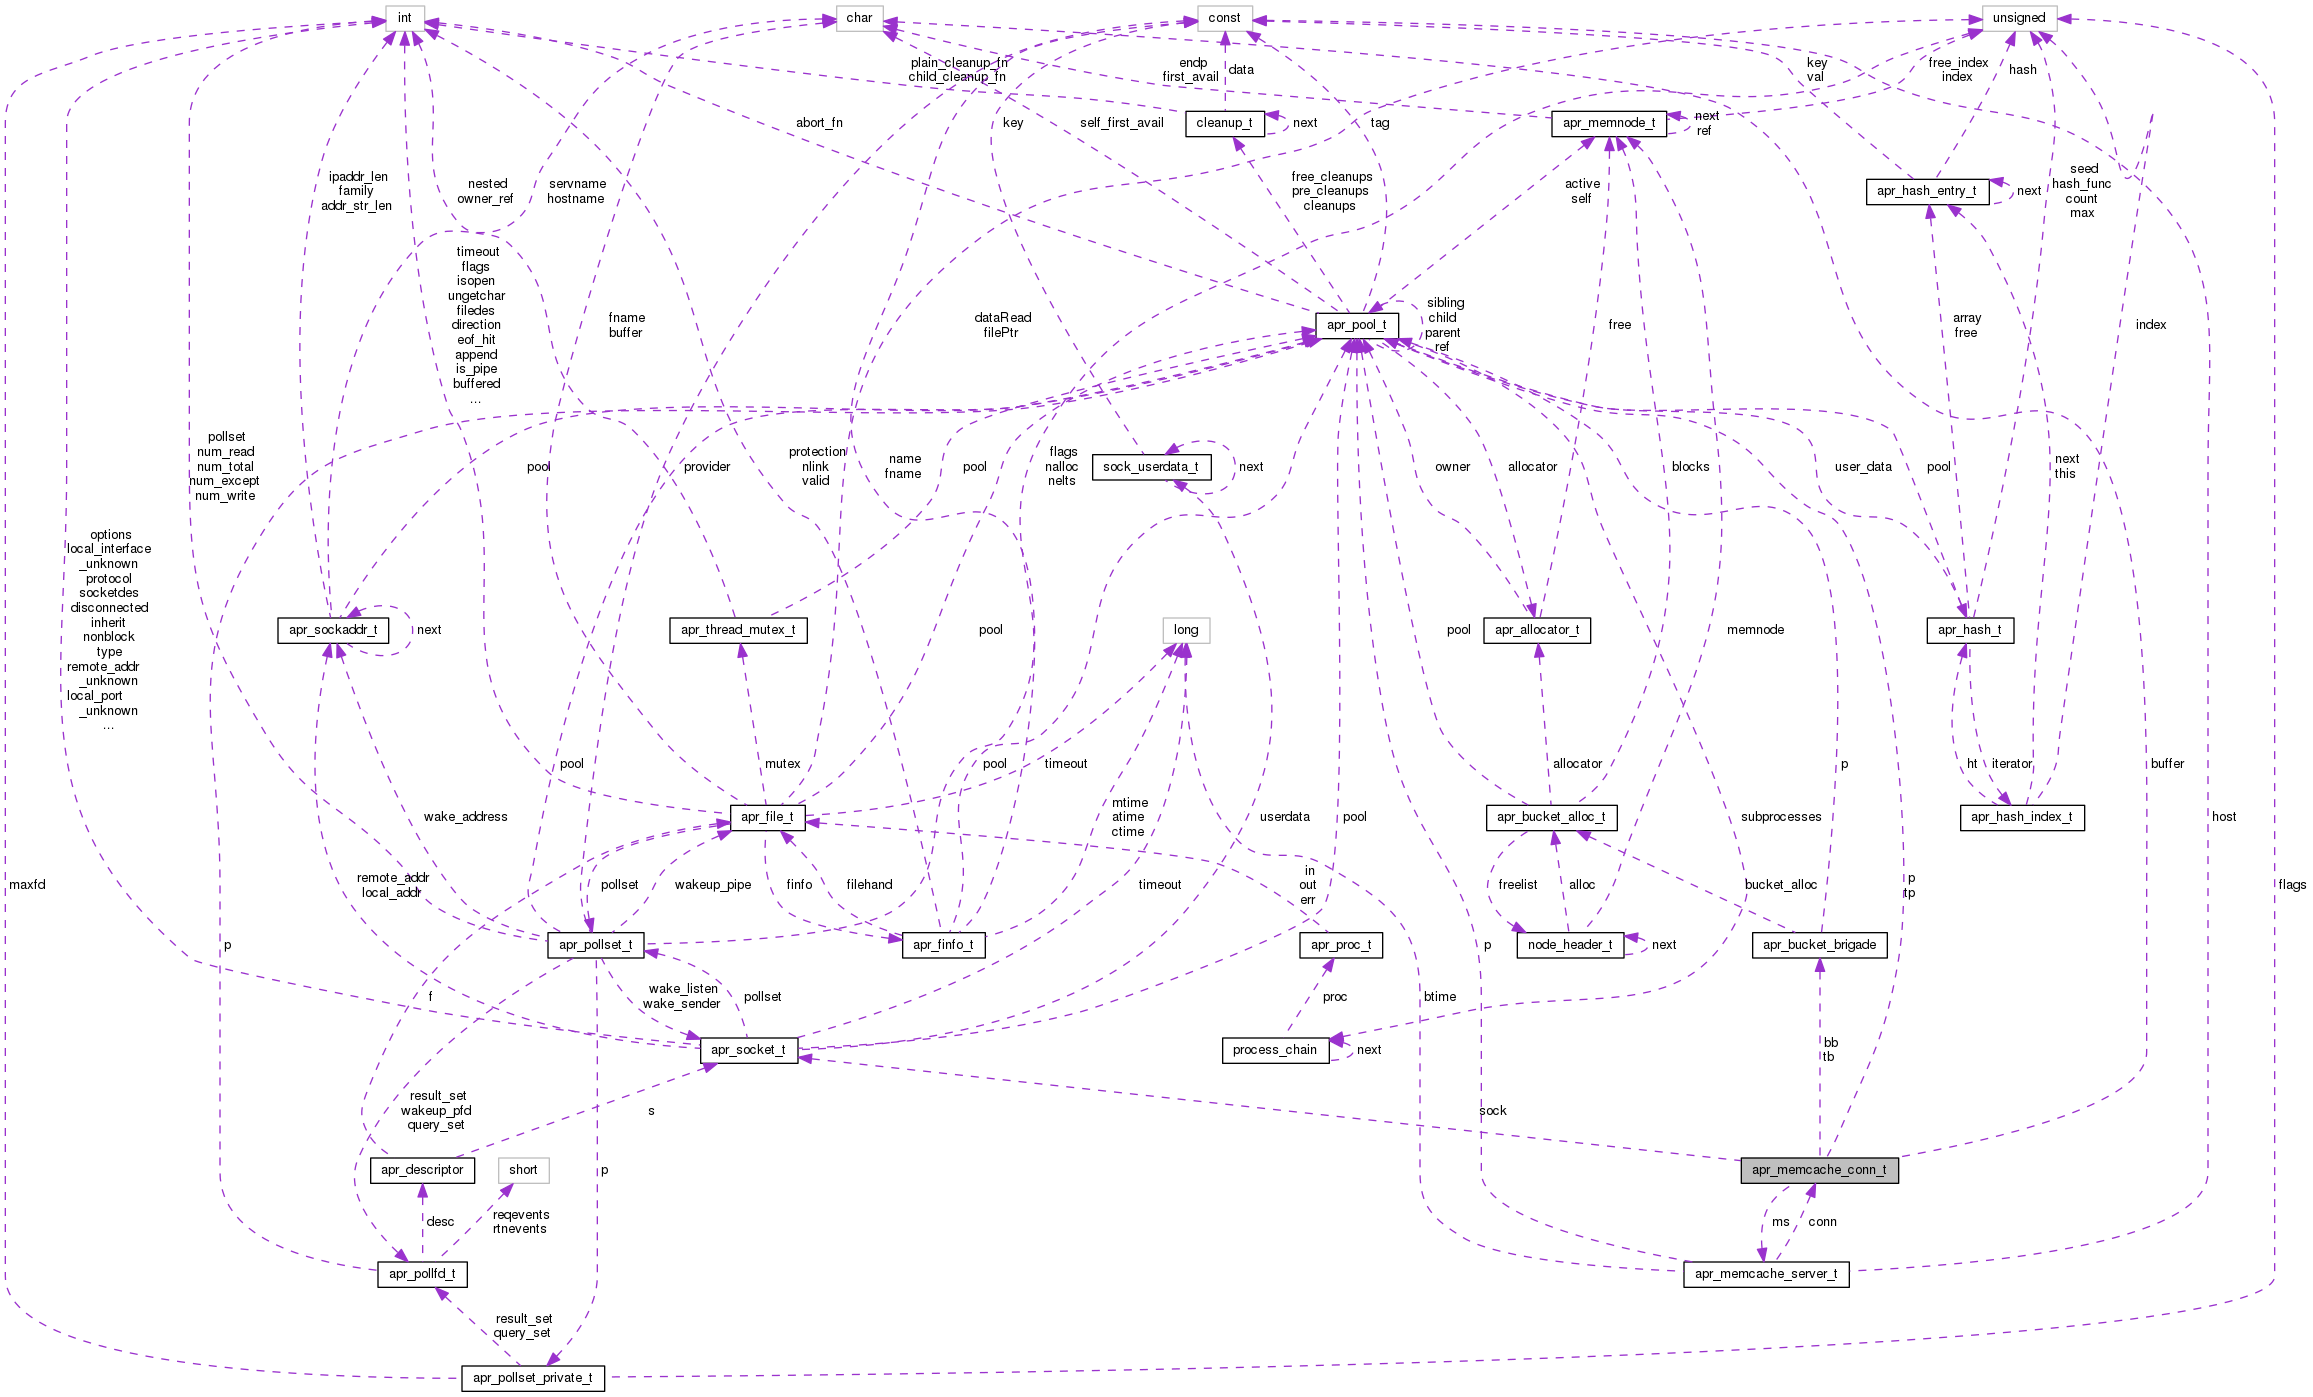 int
char
const
unsigned
plain_cleanup_fn
child_cleanup_fn
data
endp
first_avail
key
val
hash
free_index
index
abort_fn
key
self_first_avail
cleanup_t
next
tag
apr_memnode_t
next
ref
ipaddr_len
family
addr_str_len
nested
owner_ref
servname
hostname
free_cleanups
pre_cleanups
cleanups
active
self
apr_hash_entry_t
next
seed
hash_func
count
max
timeout
flags
isopen
ungetchar
filedes
direction
eof_hit
append
is_pipe
buffered
...
fname
buffer
dataRead
filePtr
apr_pool_t
sibling
child
parent
ref
free
array
free
index
pollset
num_read
num_total
num_except
num_write
pool
provider
protection
nlink
valid
name
fname
pool
flags
nalloc
nelts
sock_userdata_t
next
owner
allocator
blocks
user_data
pool
next
this
options
local_interface
_unknown
protocol
socketdes
disconnected
inherit
nonblock
type
remote_addr
_unknown
local_port
_unknown
...
apr_sockaddr_t
next
apr_thread_mutex_t
pool
long
pool
apr_allocator_t
memnode
apr_hash_t
pool
wake_address
mutex
pool
timeout
allocator
p
ht
iterator
buffer
host
apr_file_t
mtime
atime
ctime
userdata
pool
apr_bucket_alloc_t
subprocesses
apr_hash_index_t
maxfd
remote_addr
local_addr
pollset
wakeup_pipe
finfo
filehand
timeout
in
out
err
freelist
alloc
bucket_alloc
p
tp
flags
p
apr_pollset_t
apr_finfo_t
apr_proc_t
p
node_header_t
next
apr_bucket_brigade
f
wake_listen
wake_sender
pollset
proc
btime
apr_socket_t
process_chain
next
bb
tb
result_set
wakeup_pfd
query_set
s
sock
apr_descriptor
short
p
apr_memcache_conn_t
desc
reqevents
rtnevents
ms
conn
apr_pollfd_t
apr_memcache_server_t
result_set
query_set
apr_pollset_private_t